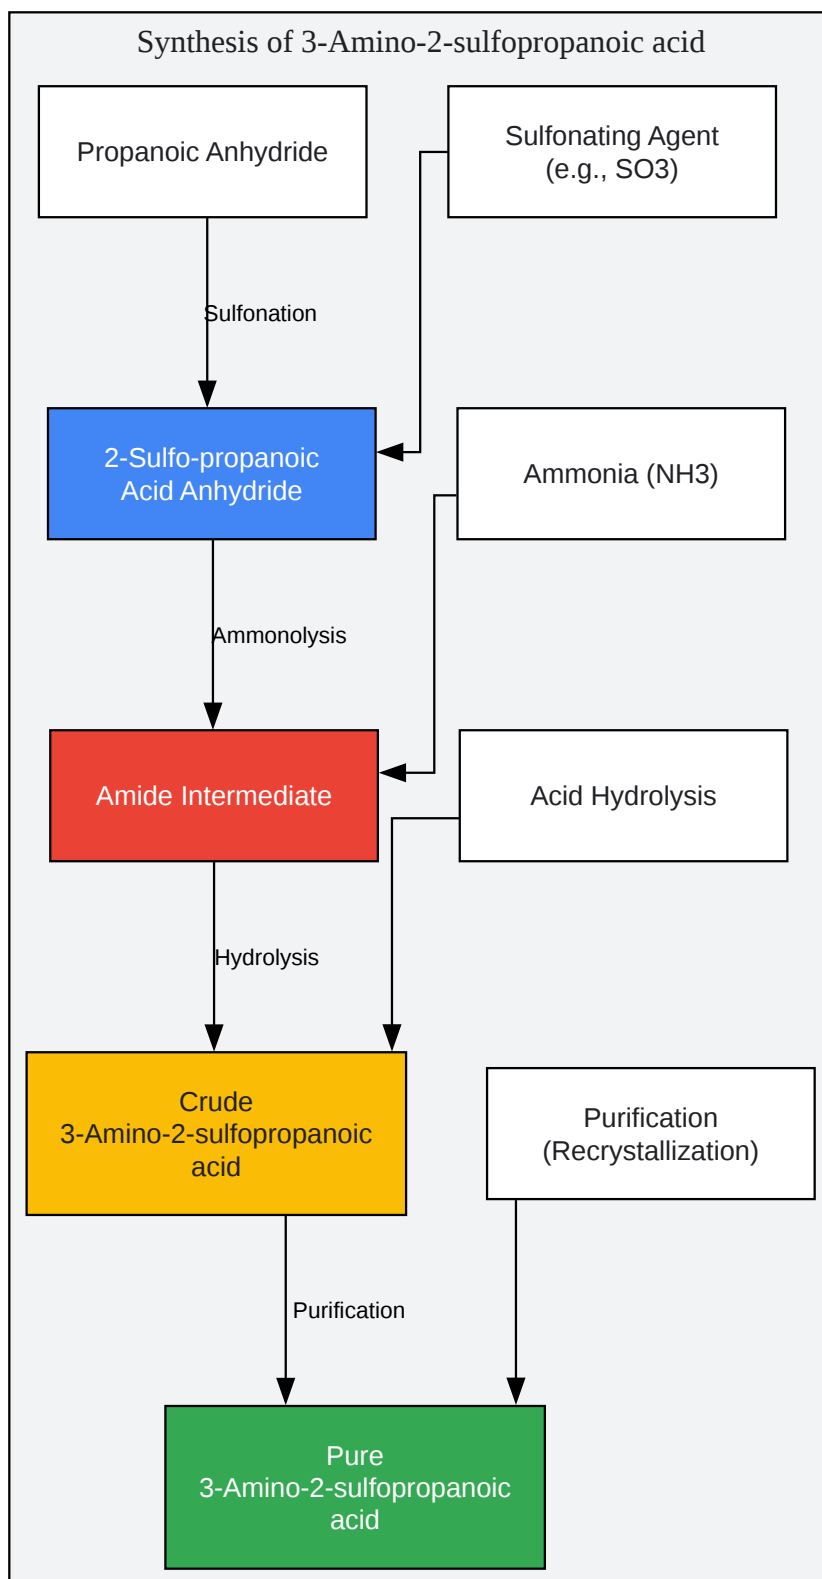 Synthesis of 3-Amino-2-sulfopropanoic acid
Propanoic Anhydride
Sulfonating Agent
(e.g., SO3)
Sulfonation
2-Sulfo-propanoic
Acid Anhydride
Ammonia (NH3)
Ammonolysis
Amide Intermediate
Acid Hydrolysis
Hydrolysis
Crude
3-Amino-2-sulfopropanoic
acid
Purification
(Recrystallization)
Purification
Pure
3-Amino-2-sulfopropanoic
acid